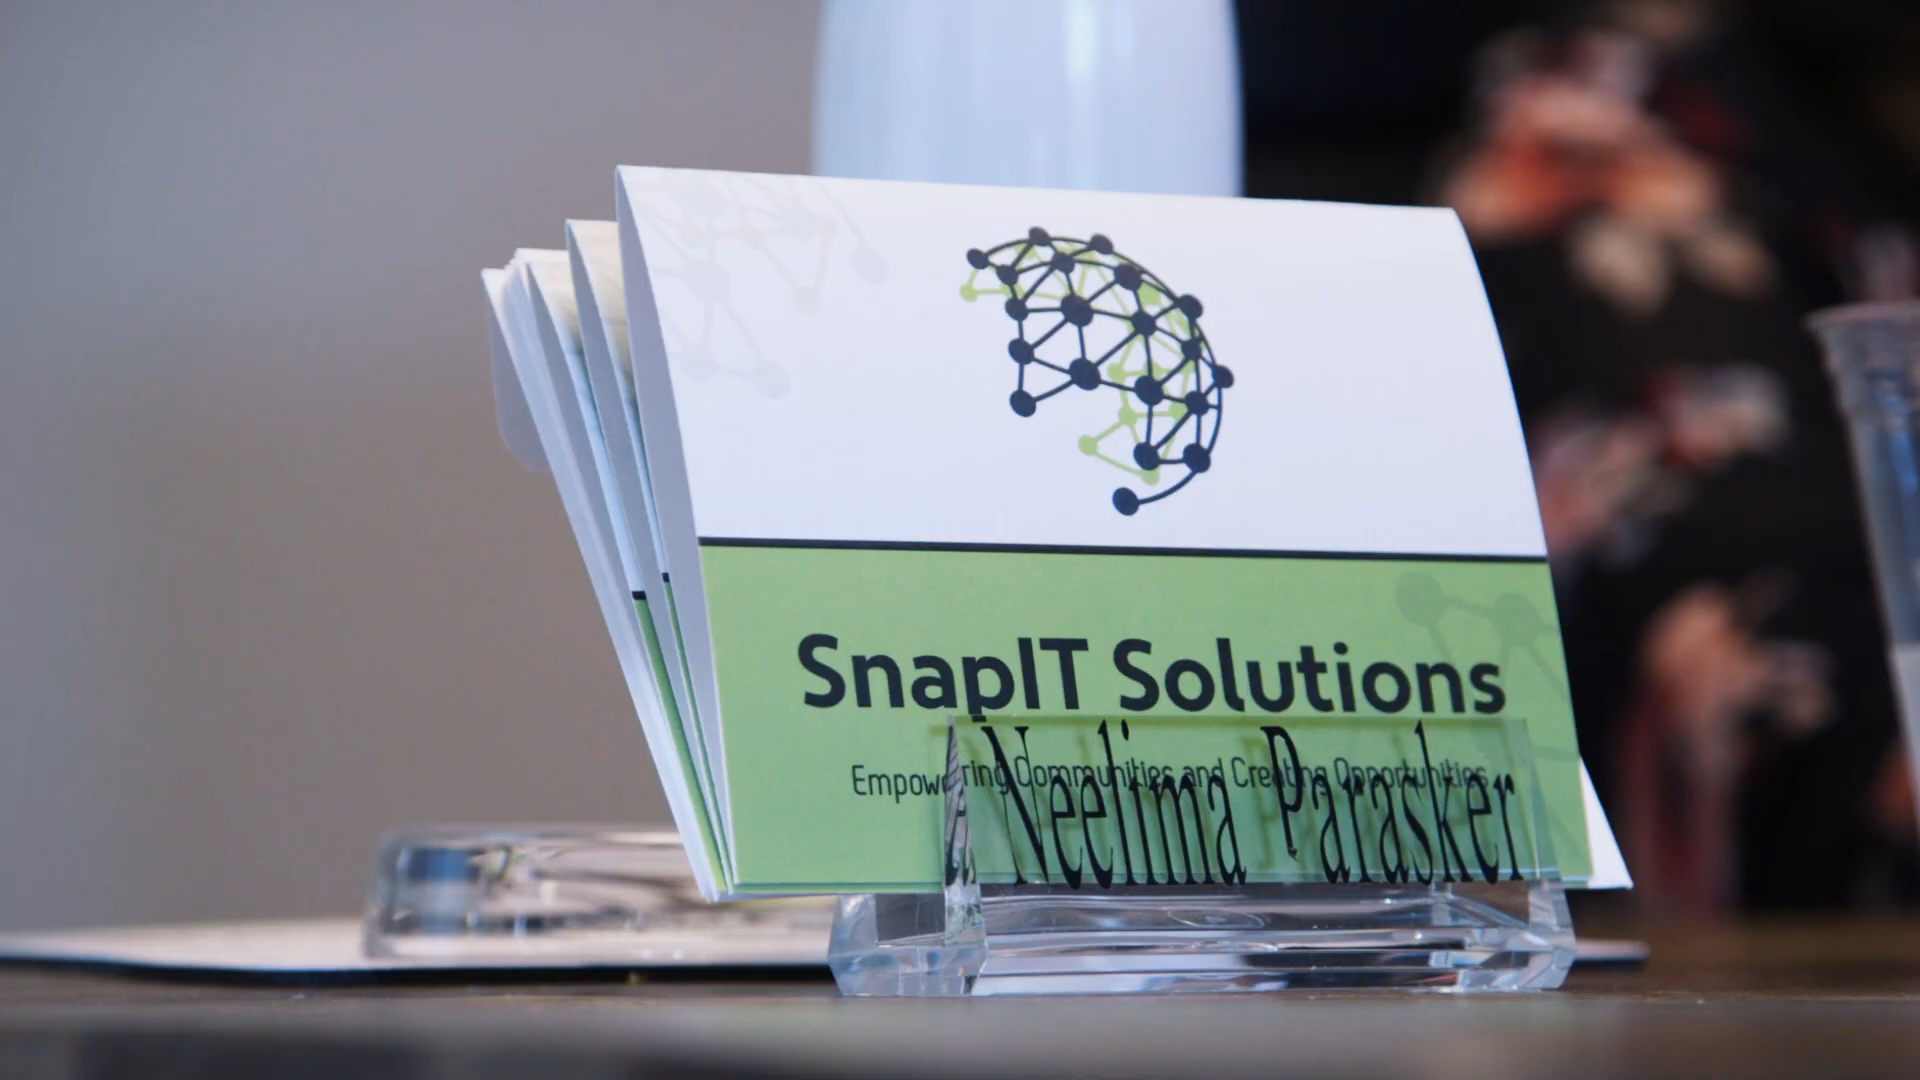 SnapIT Solutions
Empowering Communities and Creating Opportunities
Neelima Parasker